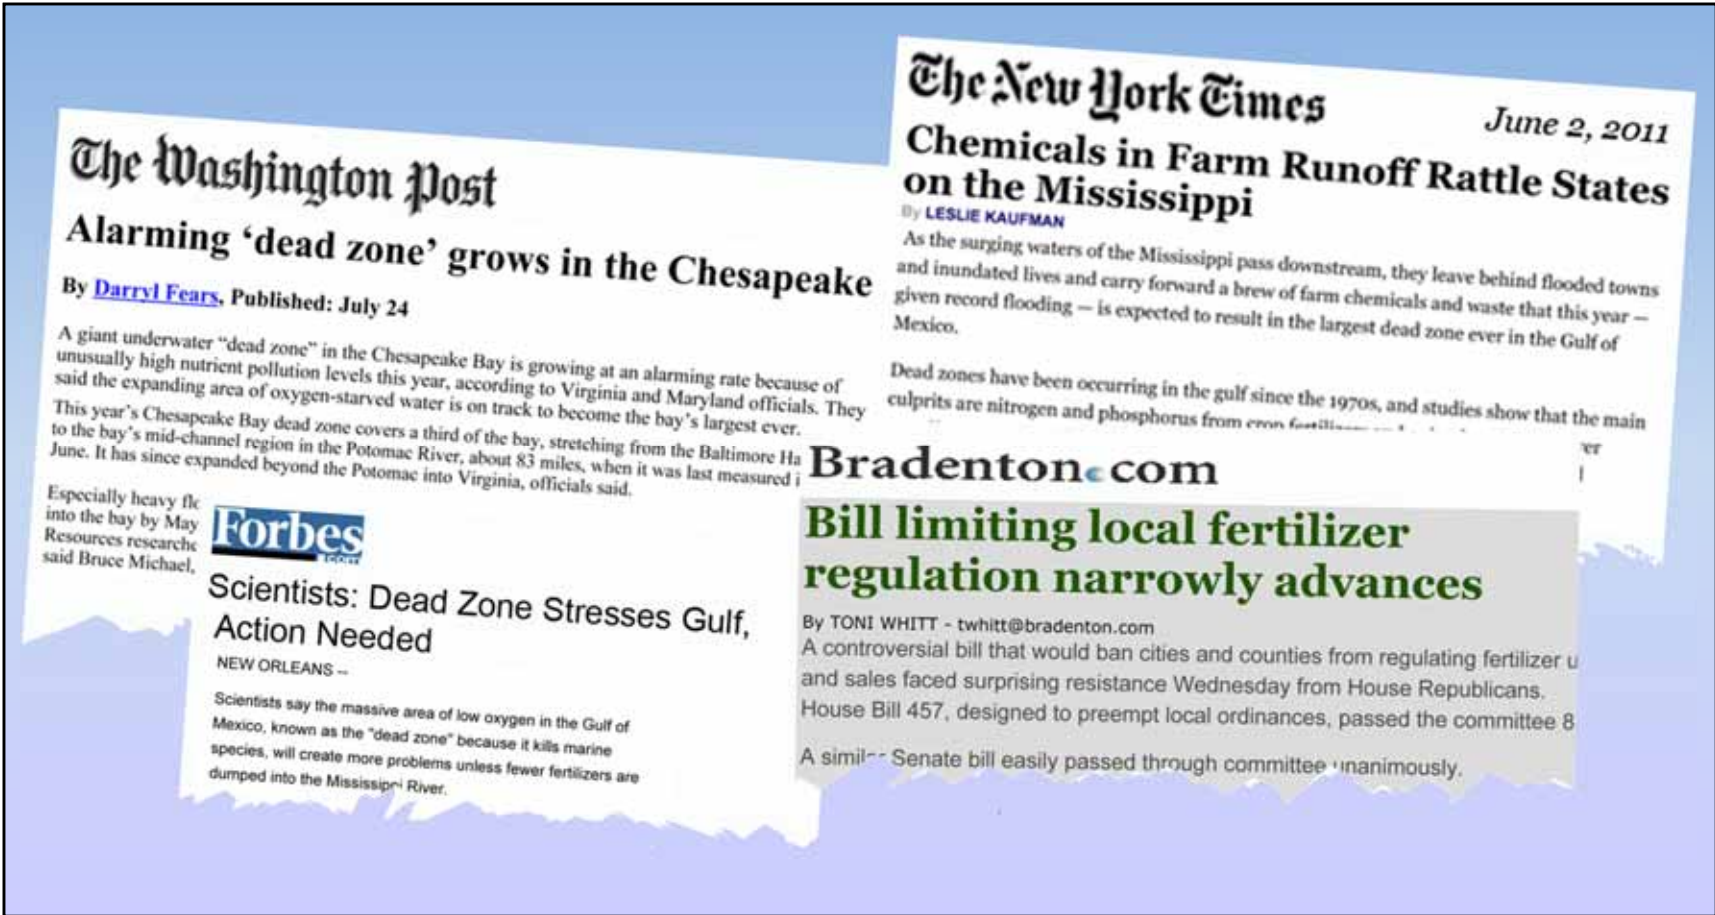 The Washington Post
Alarming ‘dead zone’ grows in the Chesapeake
By Darryl Fears, Published: July 24
A giant underwater “dead zone” in the Chesapeake Bay is growing at an alarming rate because of
unusually high nutrient pollution levels this year, according to Virginia and Maryland officials. They
said the expanding area of oxygen-starved water is on track to become the bay’s largest ever.
This year’s Chesapeake Bay dead zone covers a third of the bay, stretching from the Baltimore Ha
to the bay’s mid-channel region in the Potomac River, about 83 miles, when it was last measured i
June. It has since expanded beyond the Potomac into Virginia, officials said.
Especially heavy flo
into the bay by May
Resources researche
said Bruce Michael,
The New York Times
June 2, 2011
Chemicals in Farm Runoff Rattle States
on the Mississippi
By LESLIE KAUFMAN
As the surging waters of the Mississippi pass downstream, they leave behind flooded towns
and inundated lives and carry forward a brew of farm chemicals and waste that this year —
given record flooding — is expected to result in the largest dead zone ever in the Gulf of
Mexico.
Dead zones have been occurring in the gulf since the 1970s, and studies show that the main
culprits are nitrogen and phosphorus from crop
er
Forbes
.com
Scientists: Dead Zone Stresses Gulf,
Action Needed
NEW ORLEANS --
Scientists say the massive area of low oxygen in the Gulf of
Mexico, known as the "dead zone" because it kills marine
species, will create more problems unless fewer fertilizers are
dumped into the Mississippi River.
Bradenton.com
Bill limiting local fertilizer
regulation narrowly advances
By TONI WHITT - twhitt@bradenton.com
A controversial bill that would ban cities and counties from regulating fertilizer u
and sales faced surprising resistance Wednesday from House Republicans.
House Bill 457, designed to preempt local ordinances, passed the committee 8
A similar Senate bill easily passed through committee unanimously.